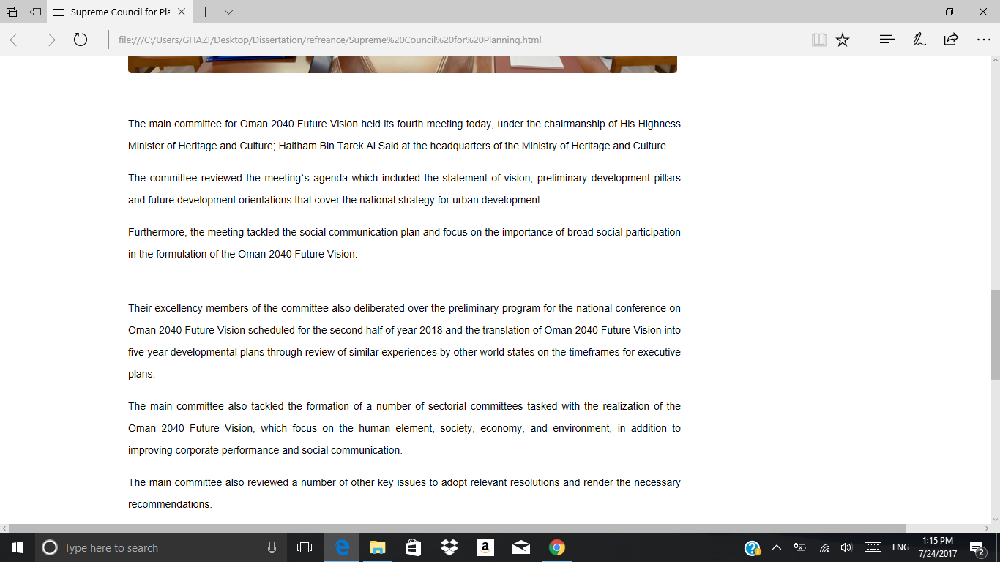 Supreme Council for Pla
file:///C:/Users/GHAZI/Desktop/Dissertation/refreance/Supreme%20Council%20for%20Planning.html
The main committee for Oman 2040 Future Vision held its fourth meeting today, under the chairmanship of His Highness
Minister of Heritage and Culture; Haitham Bin Tarek Al Said at the headquarters of the Ministry of Heritage and Culture.
The committee reviewed the meeting`s agenda which included the statement of vision, preliminary development pillars
and future development orientations that cover the national strategy for urban development.
Furthermore, the meeting tackled the social communication plan and focus on the importance of broad social participation
in the formulation of the Oman 2040 Future Vision.
Their excellency members of the committee also deliberated over the preliminary program for the national conference on
Oman 2040 Future Vision scheduled for the second half of year 2018 and the translation of Oman 2040 Future Vision into
five-year developmental plans through review of similar experiences by other world states on the timeframes for executive
plans.
The main committee also tackled the formation of a number of sectorial committees tasked with the realization of the
Oman 2040 Future Vision, which focus on the human element, society, economy, and environment, in addition to
improving corporate performance and social communication.
The main committee also reviewed a number of other key issues to adopt relevant resolutions and render the necessary
recommendations.
Type here to search
a
ENG
1:15 PM
7/24/2017
2